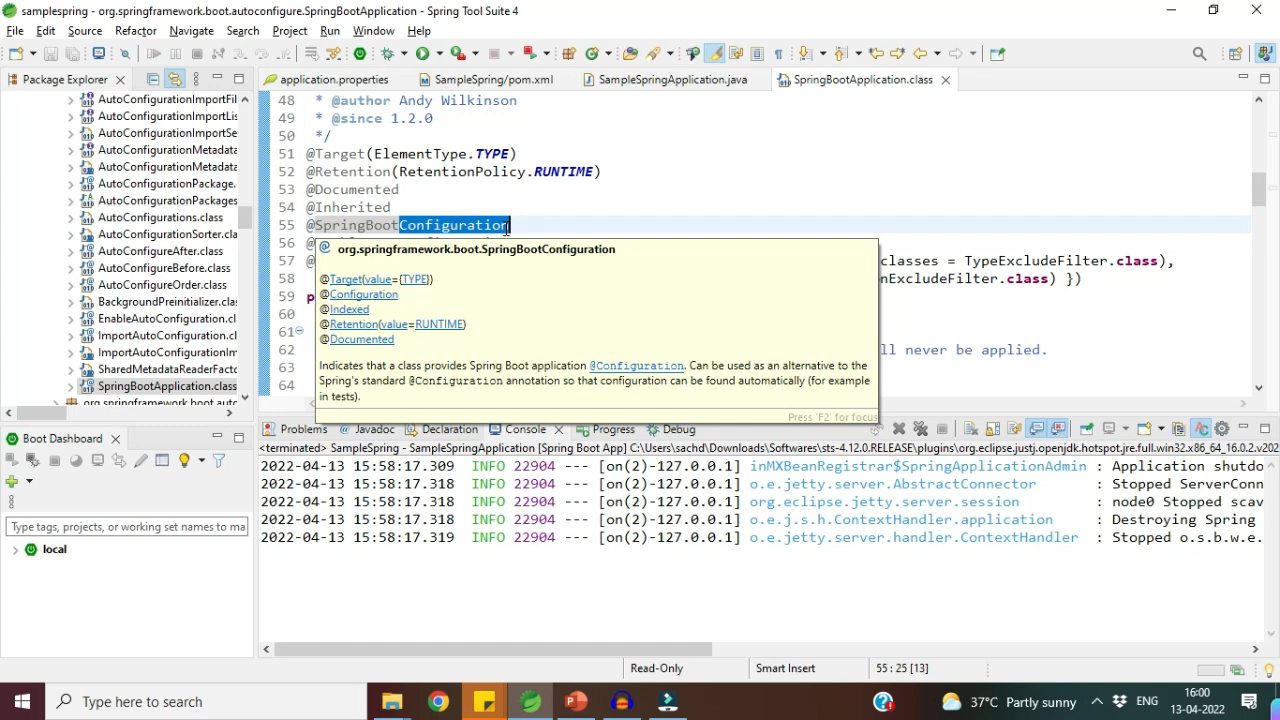 samplespring - org.springframework.boot.autoconfigure.SpringBootApplication - Spring Tool Suite 4
File Edit Source Refactor Navigate Search Project Run Window Help
Package Explorer
application.properties
SampleSpring/pom.xml
SampleSpringApplication.java
SpringBootApplication.class
AutoConfigurationImportFil
AutoConfigurationImportLis
AutoConfigurationImportSe
AutoConfigurationMetadata
AutoConfigurationMetadata
AutoConfigurationPackage.
AutoConfigurationPackages
AutoConfigurations.class
AutoConfigurationSorter.cla
AutoConfigureAfter.class
AutoConfigureBefore.class
AutoConfigureOrder.class
BackgroundPreinitializer.clas
EnableAutoConfiguration.cl
ImportAutoConfiguration.cl
ImportAutoConfigurationIm
SharedMetadataReaderFacto
SpringBootApplication.class
48 * @author Andy Wilkinson
49 * @since 1.2.0
50 */
51 @Target(ElementType.TYPE)
52 @Retention(RetentionPolicy.RUNTIME)
53 @Documented
54 @Inherited
55 @SpringBootConfiguration
56 @
57 @ classes = TypeExcludeFilter.class),
58 nExcludeFilter.class) })
59 p
60
61
62 ll never be applied.
63
64
@ org.springframework.boot.SpringBootConfiguration
@Target(value={TYPE})
@Configuration
@Indexed
@Retention(value=RUNTIME)
@Documented
Indicates that a class provides Spring Boot application @Configuration. Can be used as an alternative to the
Spring's standard @Configuration annotation so that configuration can be found automatically (for example
in tests).
Press 'F2' for focus
Boot Dashboard
Type tags, projects, or working set names to ma
local
Problems Javadoc Declaration Console Progress Debug
<terminated> SampleSpring - SampleSpringApplication [Spring Boot App] C:\Users\sachd\Downloads\Softwares\sts-4.12.0.RELEASE\plugins\org.eclipse.justj.openjdk.hotspot.jre.full.win32.x86_64_16.0.2.v202
2022-04-13 15:58:17.309 INFO 22904 --- [on(2)-127.0.0.1] inMXBeanRegistrar$SpringApplicationAdmin : Application shutdo
2022-04-13 15:58:17.318 INFO 22904 --- [on(2)-127.0.0.1] o.e.jetty.server.AbstractConnector : Stopped ServerConn
2022-04-13 15:58:17.318 INFO 22904 --- [on(2)-127.0.0.1] org.eclipse.jetty.server.session : node0 Stopped scav
2022-04-13 15:58:17.318 INFO 22904 --- [on(2)-127.0.0.1] o.e.j.s.h.ContextHandler.application : Destroying Spring
2022-04-13 15:58:17.319 INFO 22904 --- [on(2)-127.0.0.1] o.e.jetty.server.handler.ContextHandler : Stopped o.s.b.w.e.
Read-Only
Smart Insert
55 : 25 [13]
Type here to search
37°C Partly sunny
ENG
16:00
13-04-2022